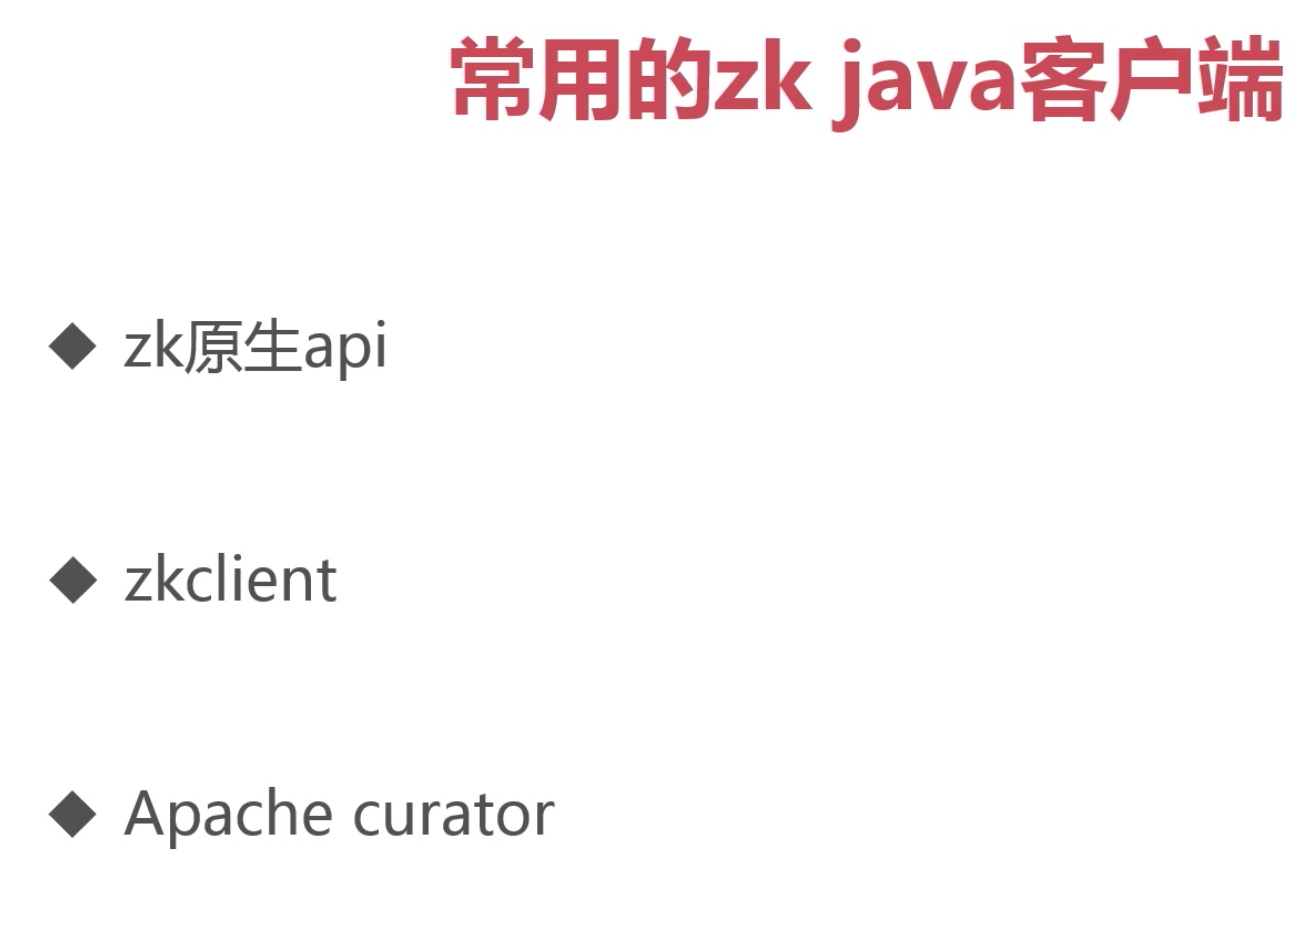 常用的zk java客户端
◆ zk原生api
◆ zkclient
◆ Apache curator